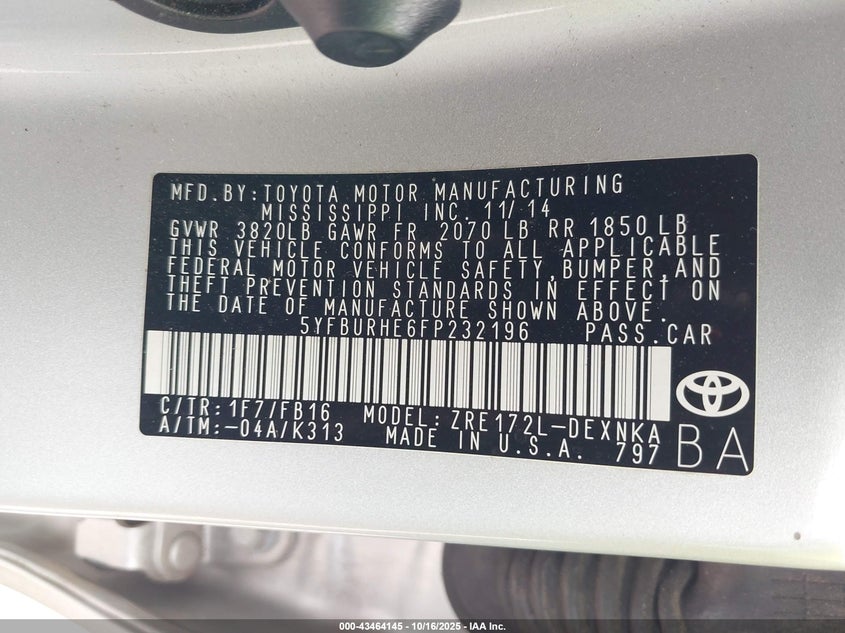 MFD.BY:TOYOTA MOTOR MANUFACTURING
MISSISSIPPI INC. 11/14
GVWR 3820LB GAWR FR 2070 LB RR 1850 LB
THIS VEHICLE CONFORMS TO ALL APPLICABLE
FEDERAL MOTOR VEHICLE SAFETY,BUMPER,AND
THEFT PREVENTION STANDARDS IN EFFECT ON
THE DATE OF MANUFACTURE SHOWN ABOVE.
5YFBURHE6FP232196 PASS.CAR
C/TR:1F7/FB16 MODEL:ZRE172L-DEXNKA
A/TM:-04A/K313 MADE IN U.S.A. 797 BA
000-43464145 - 10/16/2025 - IAA Inc.